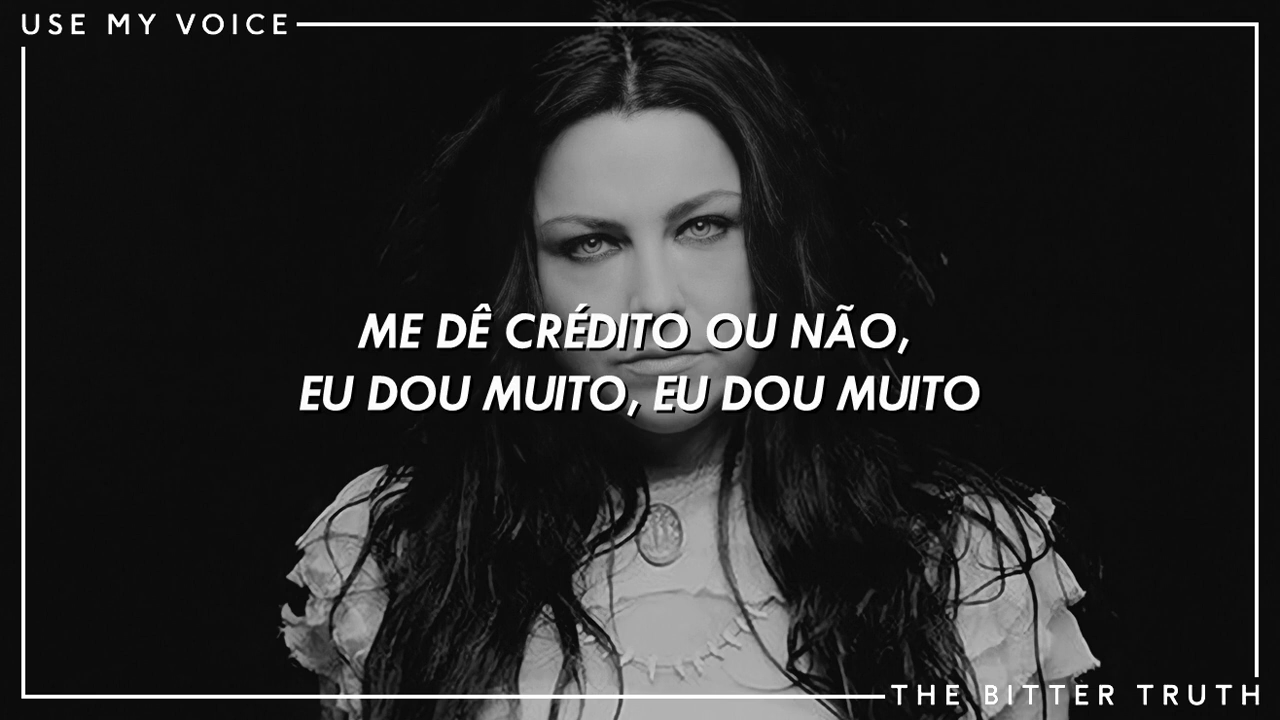 USE MY VOICE
ME DÊ CRÉDITO OU NÃO,
EU DOU MUITO, EU DOU MUITO
THE BITTER TRUTH